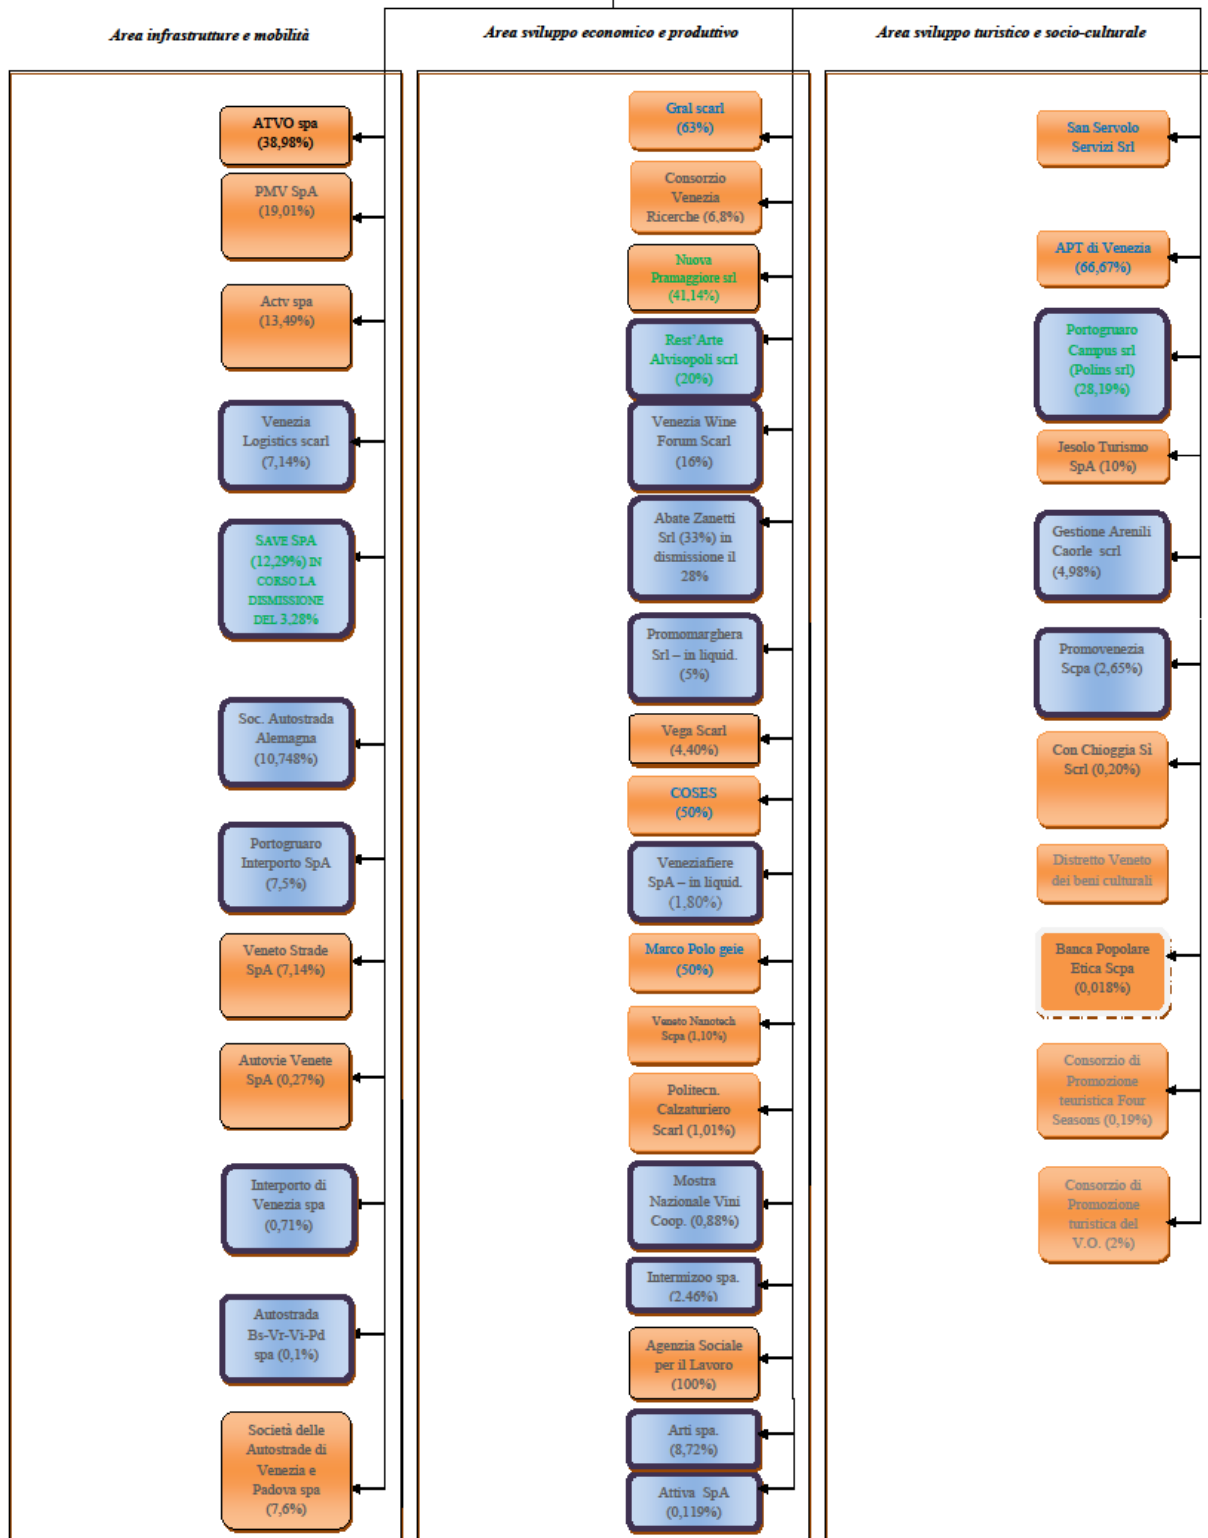 Area infrastrutture e mobilità
ATVO spa
(38,98%)
PMV SpA
(19,01%)
Actv spa
(13,49%)
Venezia
Logistics scarl
(7,14%)
SAVE SPA
(12,29%) IN
CORSO LA
DISMISSIONE
DEL 3,28%
Soc. Autostrada
Alemagna
(10,748%)
Portogruaro
Interporto SpA
(7,5%)
Veneto Strade
SpA (7,14%)
Autovie Venete
SpA (0,27%)
Interporto di
Venezia spa
(0,71%)
Autostrada
Bs-Vr-Vi-Pd
spa (0,1%)
Società delle
Autostrade di
Venezia e
Padova spa
(7,6%)
Area sviluppo economico e produttivo
Gral scarl
(63%)
Consorzio
Venezia
Ricerche (6,8%)
Nuova
Pramaggiore srl
(41,14%)
Rest'Arte
Alvisopoli scrl
(20%)
Venezia Wine
Forum Scarl
(16%)
Abate Zanetti
Srl (33%) in
dismissione il
28%
Promomarghera
Srl – in liquid.
(5%)
Vega Scarl
(4,40%)
COSES
(50%)
Veneziafiere
SpA – in liquid.
(1,80%)
Marco Polo geie
(50%)
Veneto Nanotech
Scpa (1,10%)
Politecn.
Calzaturiero
Scarl (1,01%)
Mostra
Nazionale Vini
Coop. (0,88%)
Intermizoo spa.
(2,46%)
Agenzia Sociale
per il Lavoro
(100%)
Arti spa.
(8,72%)
Attiva SpA
(0,119%)
Area sviluppo turistico e socio-culturale
San Servolo
Servizi Srl
APT di Venezia
(66,67%)
Portogruaro
Campus srl
(Polins srl)
(28,19%)
Jesolo Turismo
SpA (10%)
Gestione Arenili
Caorle scrl
(4,98%)
Promovenezia
Scpa (2,65%)
Con Chioggia Sì
Scrl (0,20%)
Distretto Veneto
dei beni culturali
Banca Popolare
Etica Scpa
(0,018%)
Consorzio di
Promozione
teuristica Four
Seasons (0,19%)
Consorzio di
Promozione
turistica del
V.O. (2%)